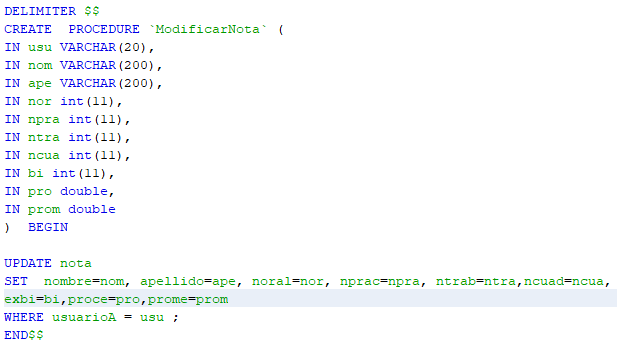 DELIMITER $$
CREATE  PROCEDURE `ModificarNota` (
IN usu VARCHAR(20),
IN nom VARCHAR(200),
IN ape VARCHAR(200),
IN nor int(11),
IN npra int(11),
IN ntra int(11),
IN ncua int(11),
IN bi int(11),
IN pro double,
IN prom double
)  BEGIN

UPDATE nota
SET  nombre=nom, apellido=ape, noral=nor, nprac=npra, ntrab=ntra,ncuad=ncua,
exbi=bi,proce=pro,prome=prom
WHERE usuarioA = usu ;
END$$